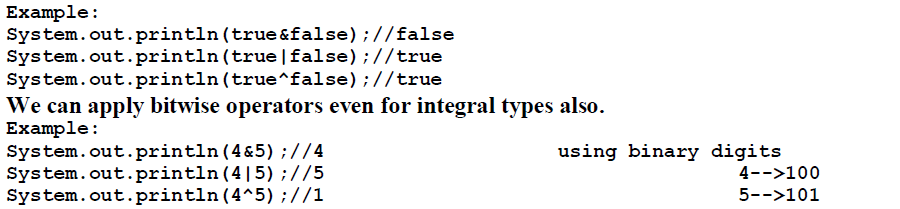 Example:
System.out.println(true&false);//false
System.out.println(true|false);//true
System.out.println(true^false);//true
We can apply bitwise operators even for integral types also.
Example:
System.out.println(4&5);//4 using binary digits
System.out.println(4|5);//5 4-->100
System.out.println(4^5);//1 5-->101